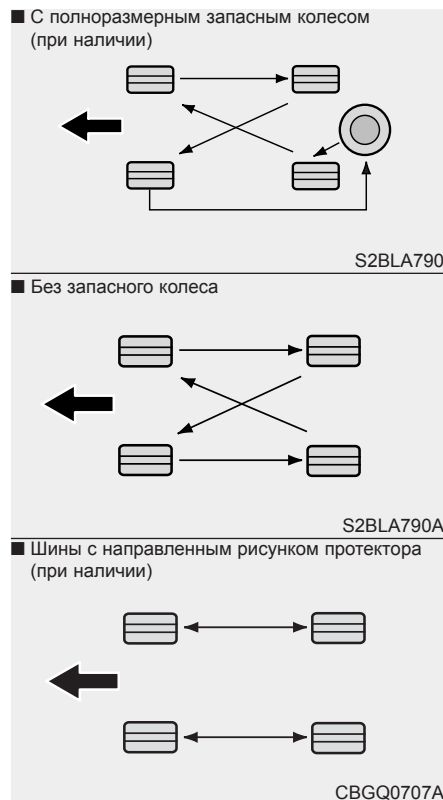 ■ С полноразмерным запасным колесом
(при наличии)
S2BLA790
■ Без запасного колеса
S2BLA790A
■ Шины с направленным рисунком протектора
(при наличии)
CBGQ0707A